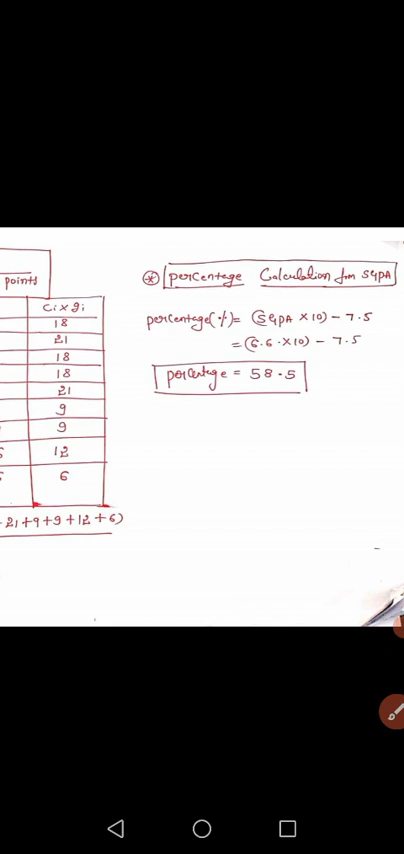 points
Ci x gi
18
21
18
18
21
9
9
12
6
21+9+9+12+6)
* percentage Calculation from SGPA
percentage(%) = (SGPA x 10) - 7.5
= (6.6 x 10) - 7.5
percentage = 58.5